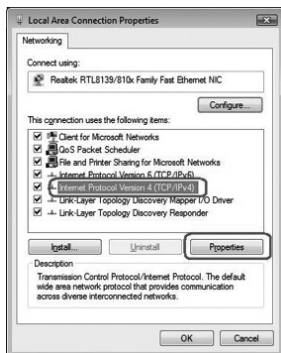 Local Area Connection Properties
Networking
Connect using:
Realtek RTL8139/810x Family Fast Ethernet NIC
Configure...
This connection uses the following items:
Client for Microsoft Networks
QoS Packet Scheduler
File and Printer Sharing for Microsoft Networks
Internet Protocol Version 6 (TCP/IPv6)
Internet Protocol Version 4 (TCP/IPv4)
Link-Layer Topology Discovery Mapper I/O Driver
Link-Layer Topology Discovery Responder
Install...
Uninstall
Properties
Description
Transmission Control Protocol/Internet Protocol. The default
wide area network protocol that provides communication
across diverse interconnected networks.
OK
Cancel